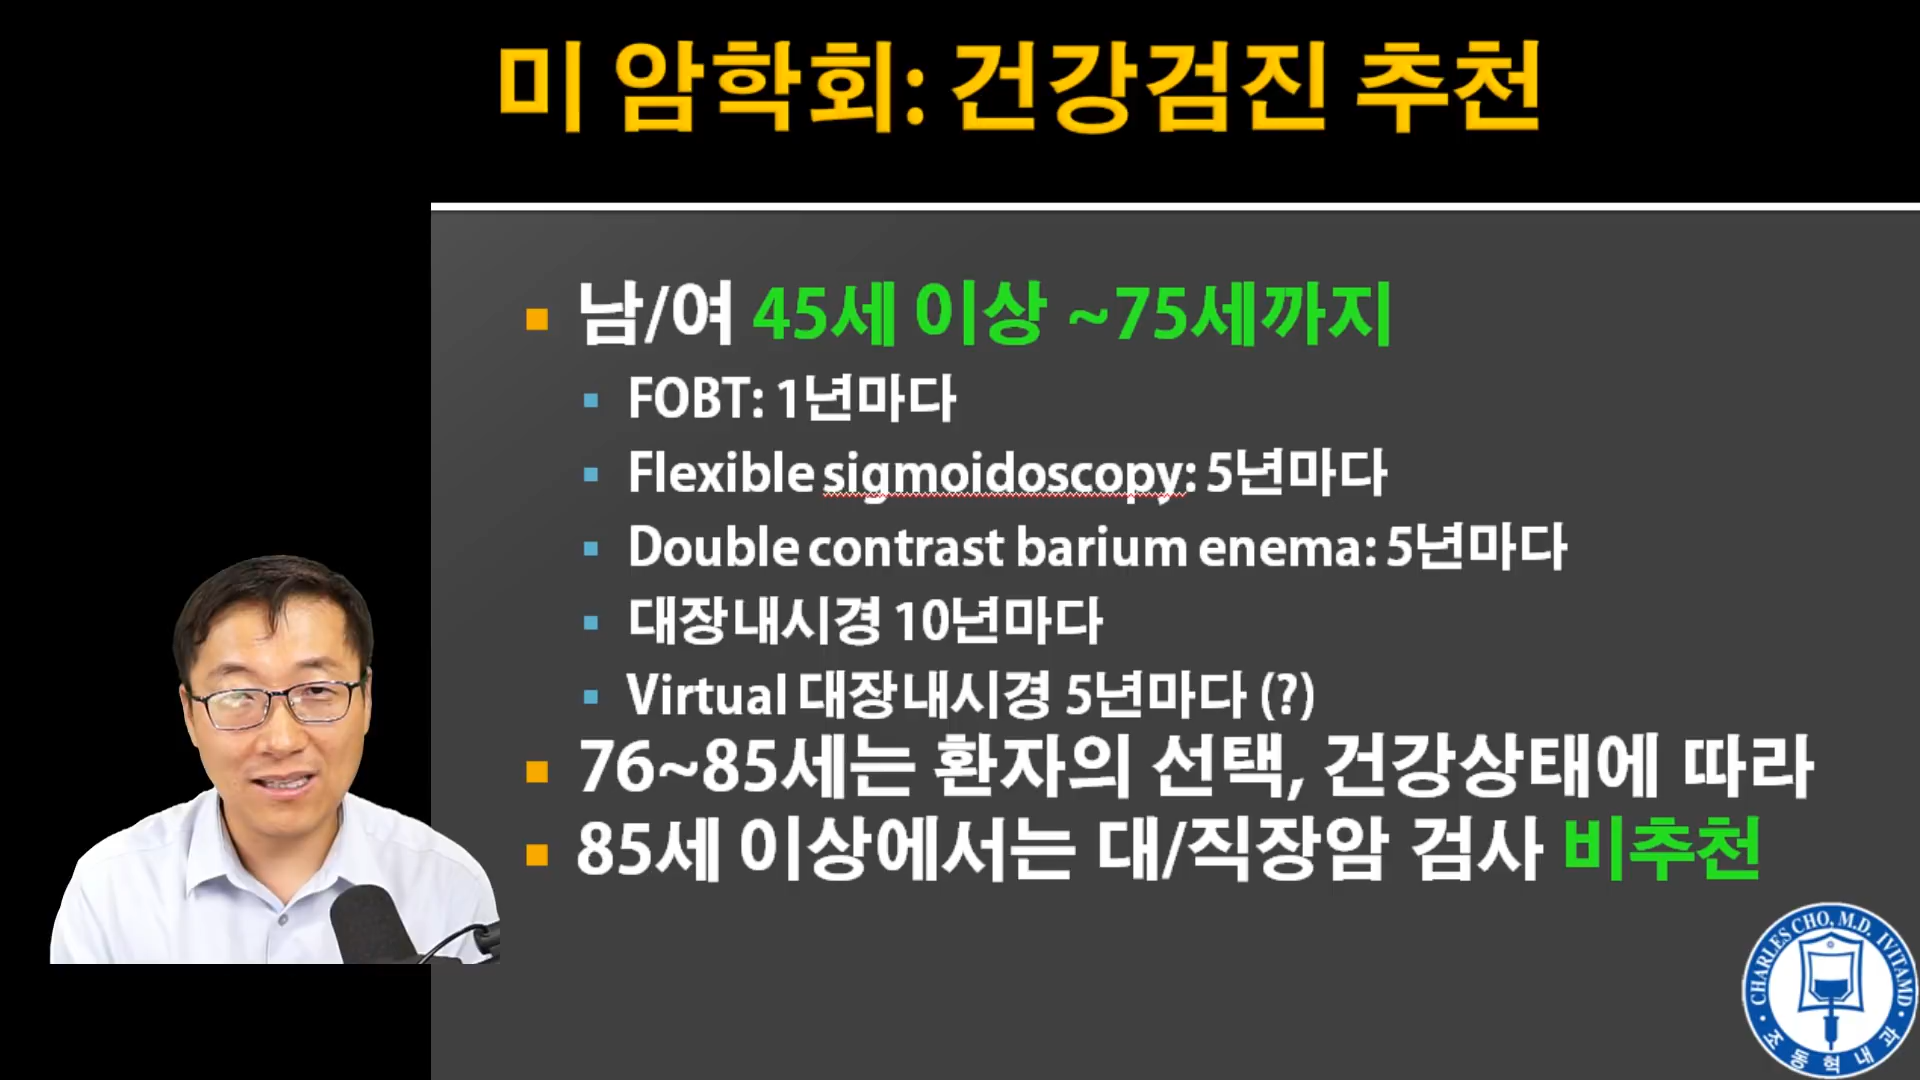 미 암학회: 건강검진 추천
남/여 45세 이상 ~75세까지
FOBT: 1년마다
Flexible sigmoidoscopy: 5년마다
Double contrast barium enema: 5년마다
대장내시경 10년마다
Virtual 대장내시경 5년마다 (?)
76~85세는 환자의 선택, 건강상태에 따라
85세 이상에서는 대/직장암 검사 비추천
CHARLES CHO, M.D. IVITAMD
조동혁내과